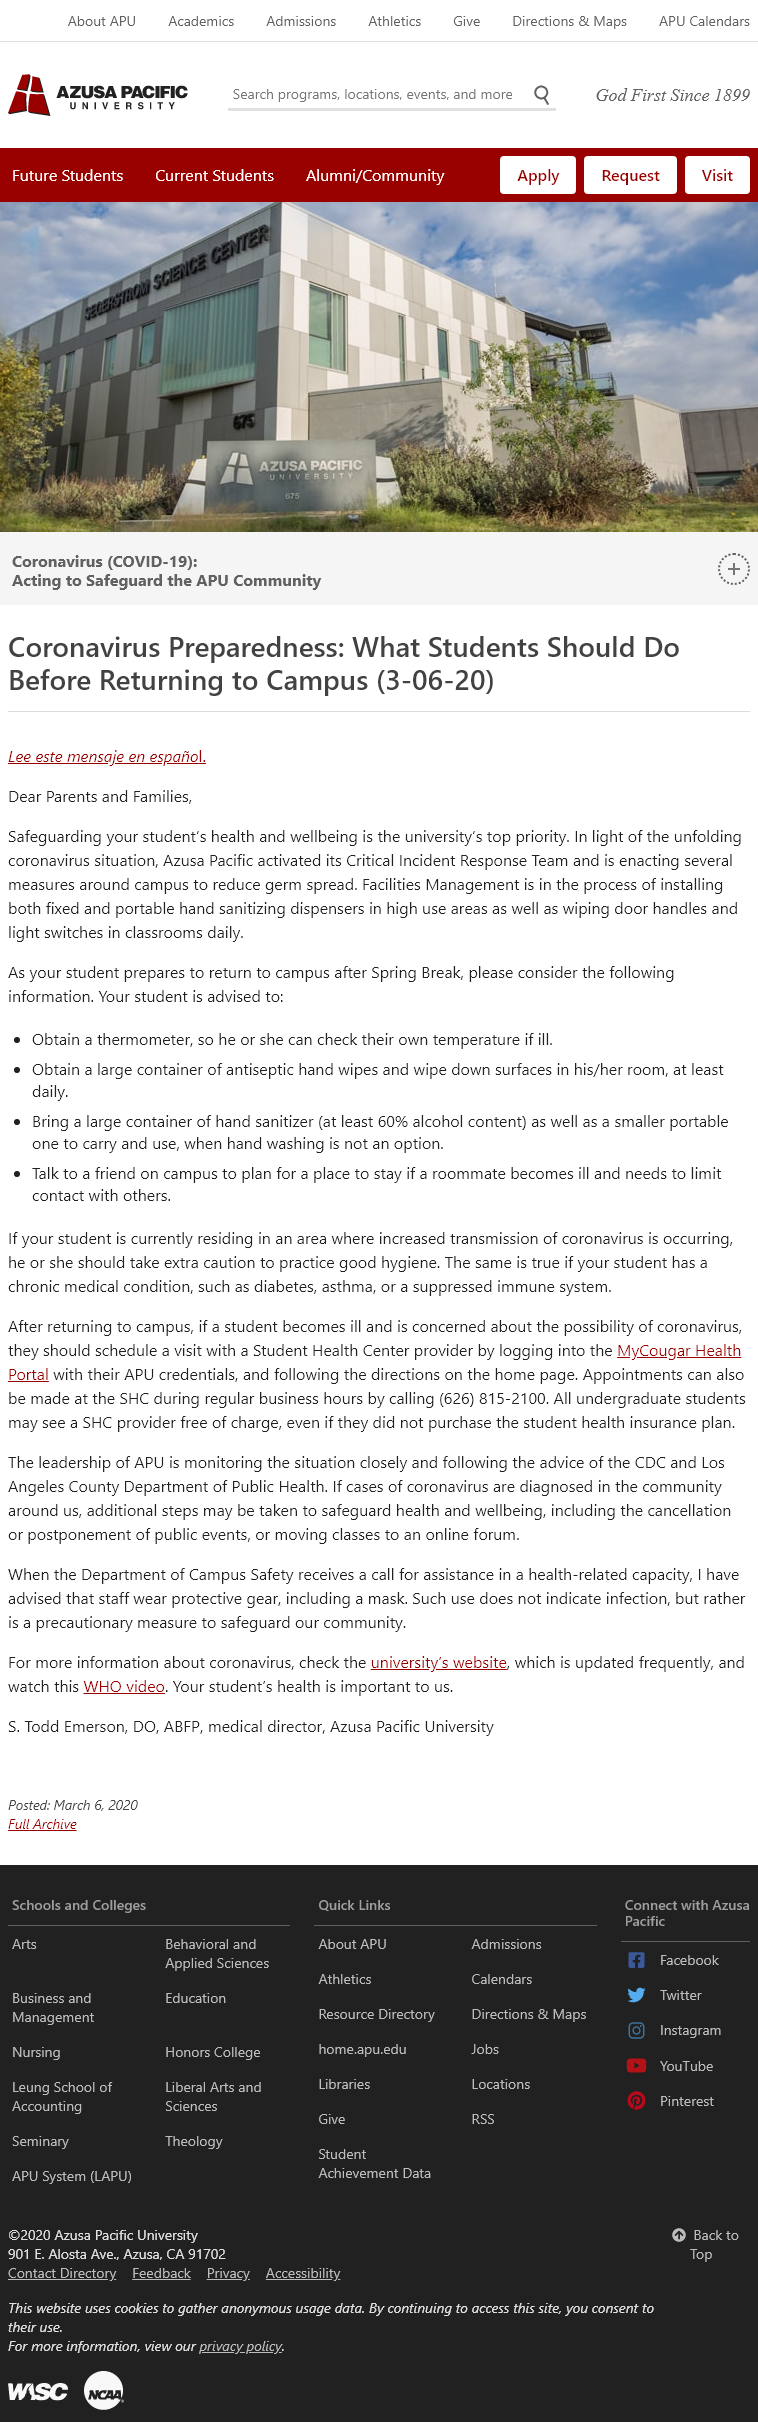 About APU Academics Admissions Athletics Give Directions & Maps APU Calendars
AZUSA PACIFIC
UNIVERSITY
Search programs, locations, events, and more
God First Since 1899
Future Students Current Students Alumni/Community Apply Request Visit
SEGERSTROM SCIENCE CENTER
675
AZUSA PACIFIC
UNIVERSITY
675
Coronavirus (COVID-19):
Acting to Safeguard the APU Community
Coronavirus Preparedness: What Students Should Do
Before Returning to Campus (3-06-20)
Lee este mensaje en español.
Dear Parents and Families,
Safeguarding your student's health and wellbeing is the university's top priority. In light of the unfolding
coronavirus situation, Azusa Pacific activated its Critical Incident Response Team and is enacting several
measures around campus to reduce germ spread. Facilities Management is in the process of installing
both fixed and portable hand sanitizing dispensers in high use areas as well as wiping door handles and
light switches in classrooms daily.
As your student prepares to return to campus after Spring Break, please consider the following
information. Your student is advised to:
• Obtain a thermometer, so he or she can check their own temperature if ill.
• Obtain a large container of antiseptic hand wipes and wipe down surfaces in his/her room, at least
daily.
• Bring a large container of hand sanitizer (at least 60% alcohol content) as well as a smaller portable
one to carry and use, when hand washing is not an option.
• Talk to a friend on campus to plan for a place to stay if a roommate becomes ill and needs to limit
contact with others.
If your student is currently residing in an area where increased transmission of coronavirus is occurring,
he or she should take extra caution to practice good hygiene. The same is true if your student has a
chronic medical condition, such as diabetes, asthma, or a suppressed immune system.
After returning to campus, if a student becomes ill and is concerned about the possibility of coronavirus,
they should schedule a visit with a Student Health Center provider by logging into the MyCougar Health
Portal with their APU credentials, and following the directions on the home page. Appointments can also
be made at the SHC during regular business hours by calling (626) 815-2100. All undergraduate students
may see a SHC provider free of charge, even if they did not purchase the student health insurance plan.
The leadership of APU is monitoring the situation closely and following the advice of the CDC and Los
Angeles County Department of Public Health. If cases of coronavirus are diagnosed in the community
around us, additional steps may be taken to safeguard health and wellbeing, including the cancellation
or postponement of public events, or moving classes to an online forum.
When the Department of Campus Safety receives a call for assistance in a health-related capacity, I have
advised that staff wear protective gear, including a mask. Such use does not indicate infection, but rather
is a precautionary measure to safeguard our community.
For more information about coronavirus, check the university's website, which is updated frequently, and
watch this WHO video. Your student's health is important to us.
S. Todd Emerson, DO, ABFP, medical director, Azusa Pacific University
Posted: March 6, 2020
Full Archive
Schools and Colleges
Arts
Behavioral and
Applied Sciences
Business and
Management
Education
Nursing
Honors College
Leung School of
Accounting
Liberal Arts and
Sciences
Seminary
Theology
APU System (LAPU)
Quick Links
About APU
Admissions
Athletics
Calendars
Resource Directory
Directions & Maps
home.apu.edu
Jobs
Libraries
Locations
Give
RSS
Student
Achievement Data
Connect with Azusa
Pacific
Facebook
Twitter
Instagram
YouTube
Pinterest
©2020 Azusa Pacific University
901 E. Alosta Ave., Azusa, CA 91702
Contact Directory Feedback Privacy Accessibility
Back to
Top
This website uses cookies to gather anonymous usage data. By continuing to access this site, you consent to
their use.
For more information, view our privacy policy.
WSC
NCAA